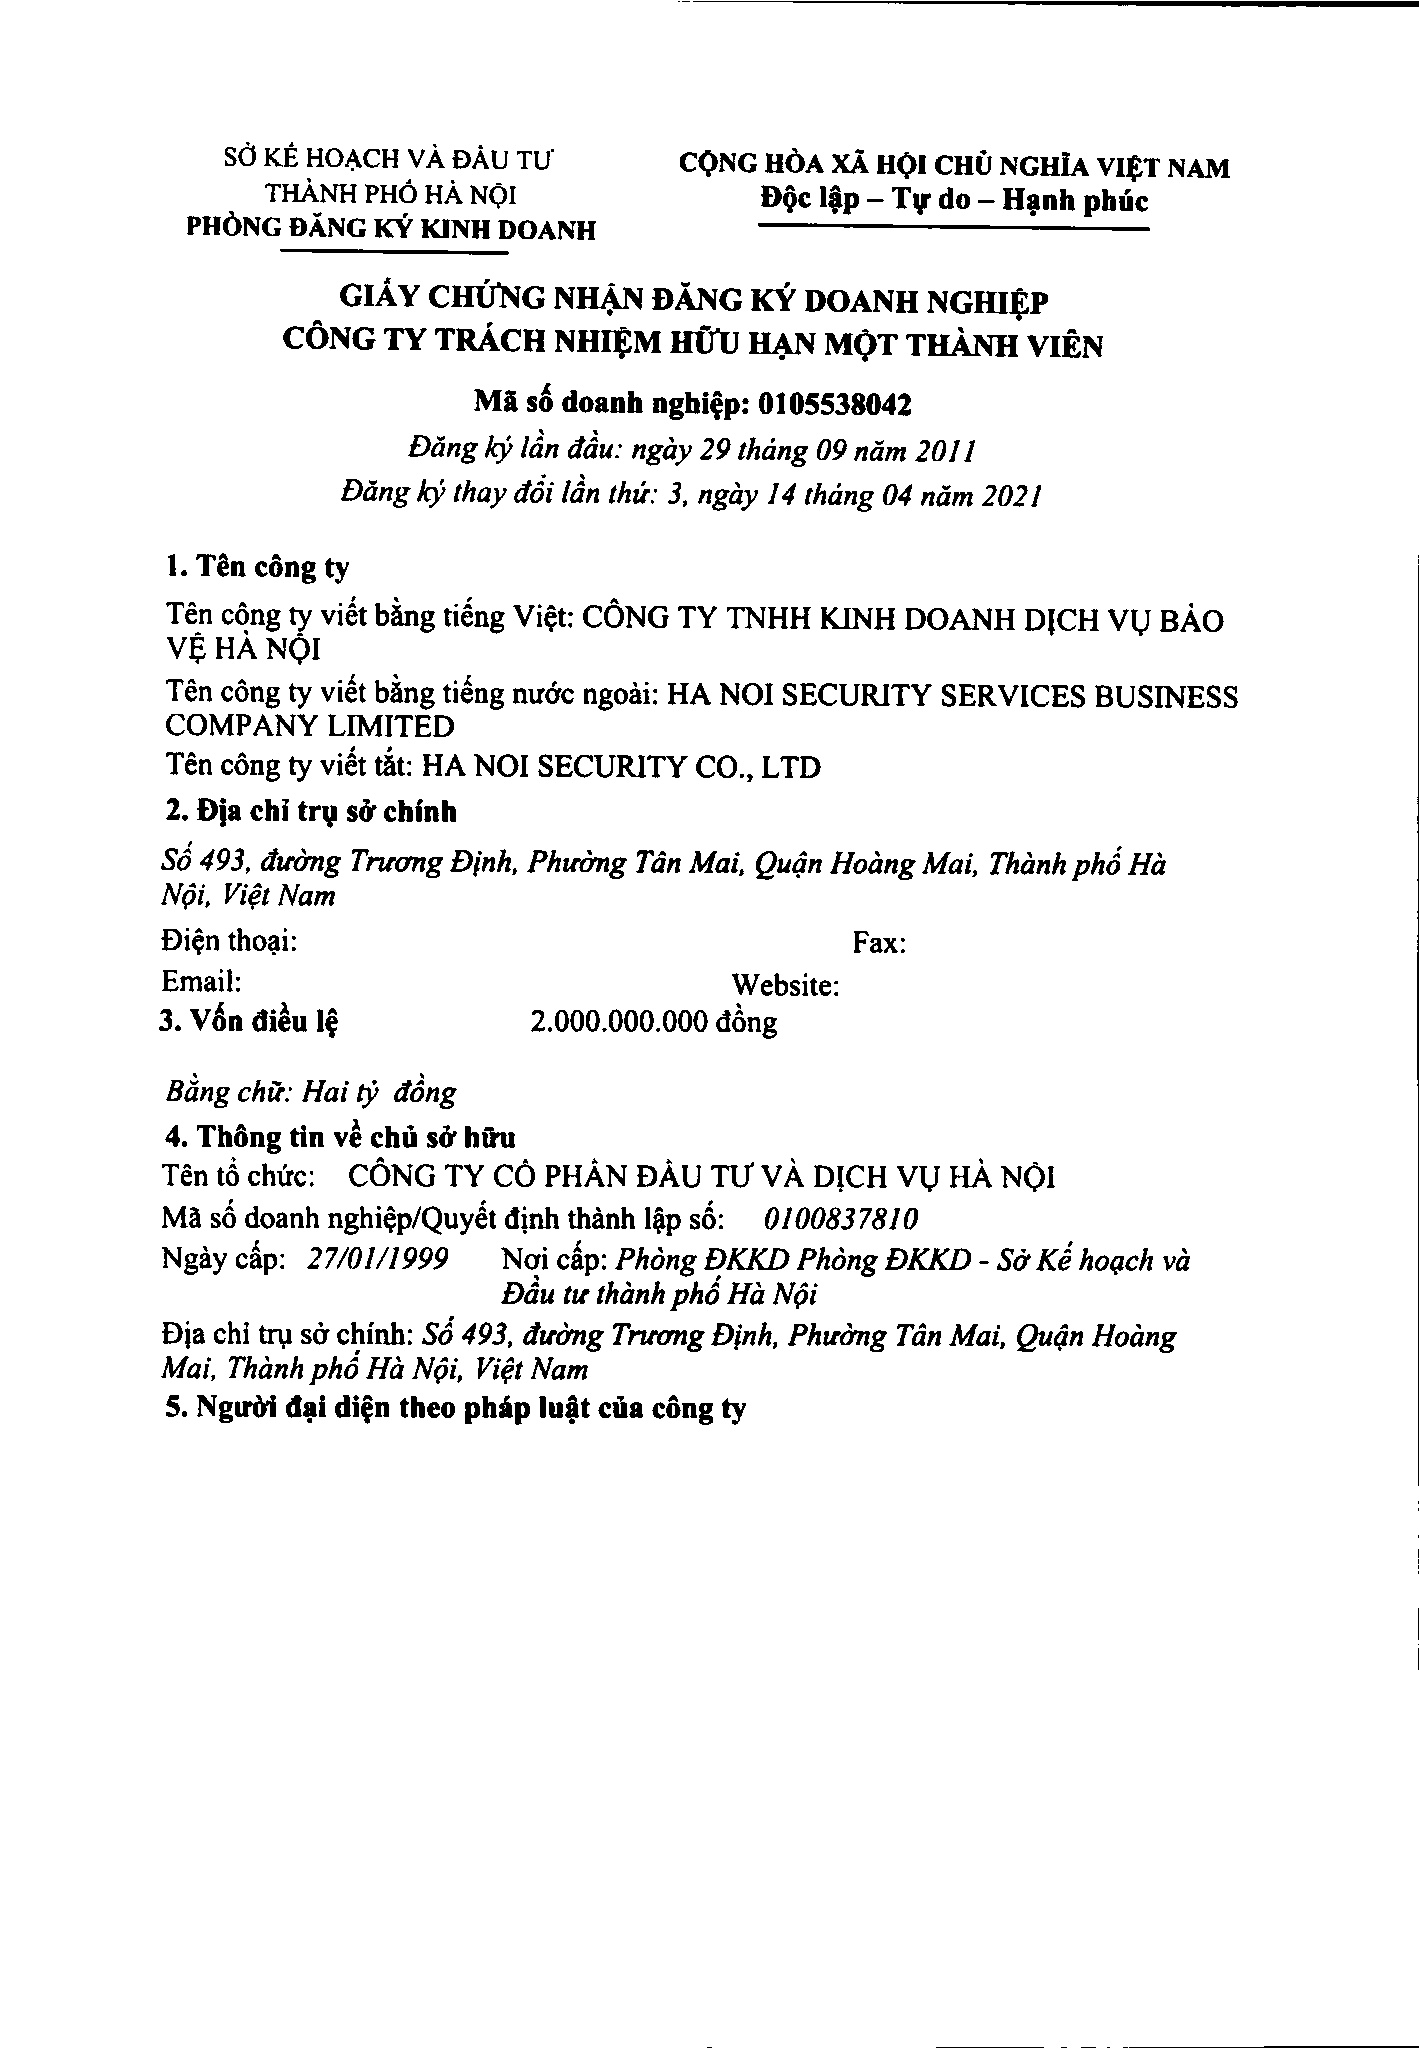 SỞ KẾ HOẠCH VÀ ĐẦU TƯ
THÀNH PHỐ HÀ NỘI
PHÒNG ĐĂNG KÝ KINH DOANH
CỘNG HÒA XÃ HỘI CHỦ NGHĨA VIỆT NAM
Độc lập – Tự do – Hạnh phúc
GIẤY CHỨNG NHẬN ĐĂNG KÝ DOANH NGHIỆP
CÔNG TY TRÁCH NHIỆM HỮU HẠN MỘT THÀNH VIÊN
Mã số doanh nghiệp: 0105538042
Đăng ký lần đầu: ngày 29 tháng 09 năm 2011
Đăng ký thay đổi lần thứ: 3, ngày 14 tháng 04 năm 2021
1. Tên công ty
Tên công ty viết bằng tiếng Việt: CÔNG TY TNHH KINH DOANH DỊCH VỤ BẢO
VỆ HÀ NỘI
Tên công ty viết bằng tiếng nước ngoài: HA NOI SECURITY SERVICES BUSINESS
COMPANY LIMITED
Tên công ty viết tắt: HA NOI SECURITY CO., LTD
2. Địa chỉ trụ sở chính
Số 493, đường Trương Định, Phường Tân Mai, Quận Hoàng Mai, Thành phố Hà
Nội, Việt Nam
Điện thoại: Fax:
Email: Website:
3. Vốn điều lệ 2.000.000.000 đồng
Bằng chữ: Hai tỷ đồng
4. Thông tin về chủ sở hữu
Tên tổ chức: CÔNG TY CỔ PHẦN ĐẦU TƯ VÀ DỊCH VỤ HÀ NỘI
Mã số doanh nghiệp/Quyết định thành lập số: 0100837810
Ngày cấp: 27/01/1999 Nơi cấp: Phòng ĐKKD Phòng ĐKKD - Sở Kế hoạch và
Đầu tư thành phố Hà Nội
Địa chỉ trụ sở chính: Số 493, đường Trương Định, Phường Tân Mai, Quận Hoàng
Mai, Thành phố Hà Nội, Việt Nam
5. Người đại diện theo pháp luật của công ty